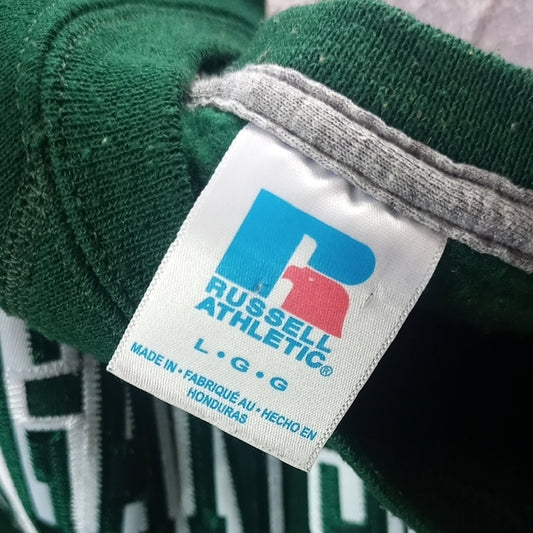 RUSSELL
ATHLETIC®
L•G•G
MADE IN • FABRIQUÉ AU • HECHO EN
HONDURAS